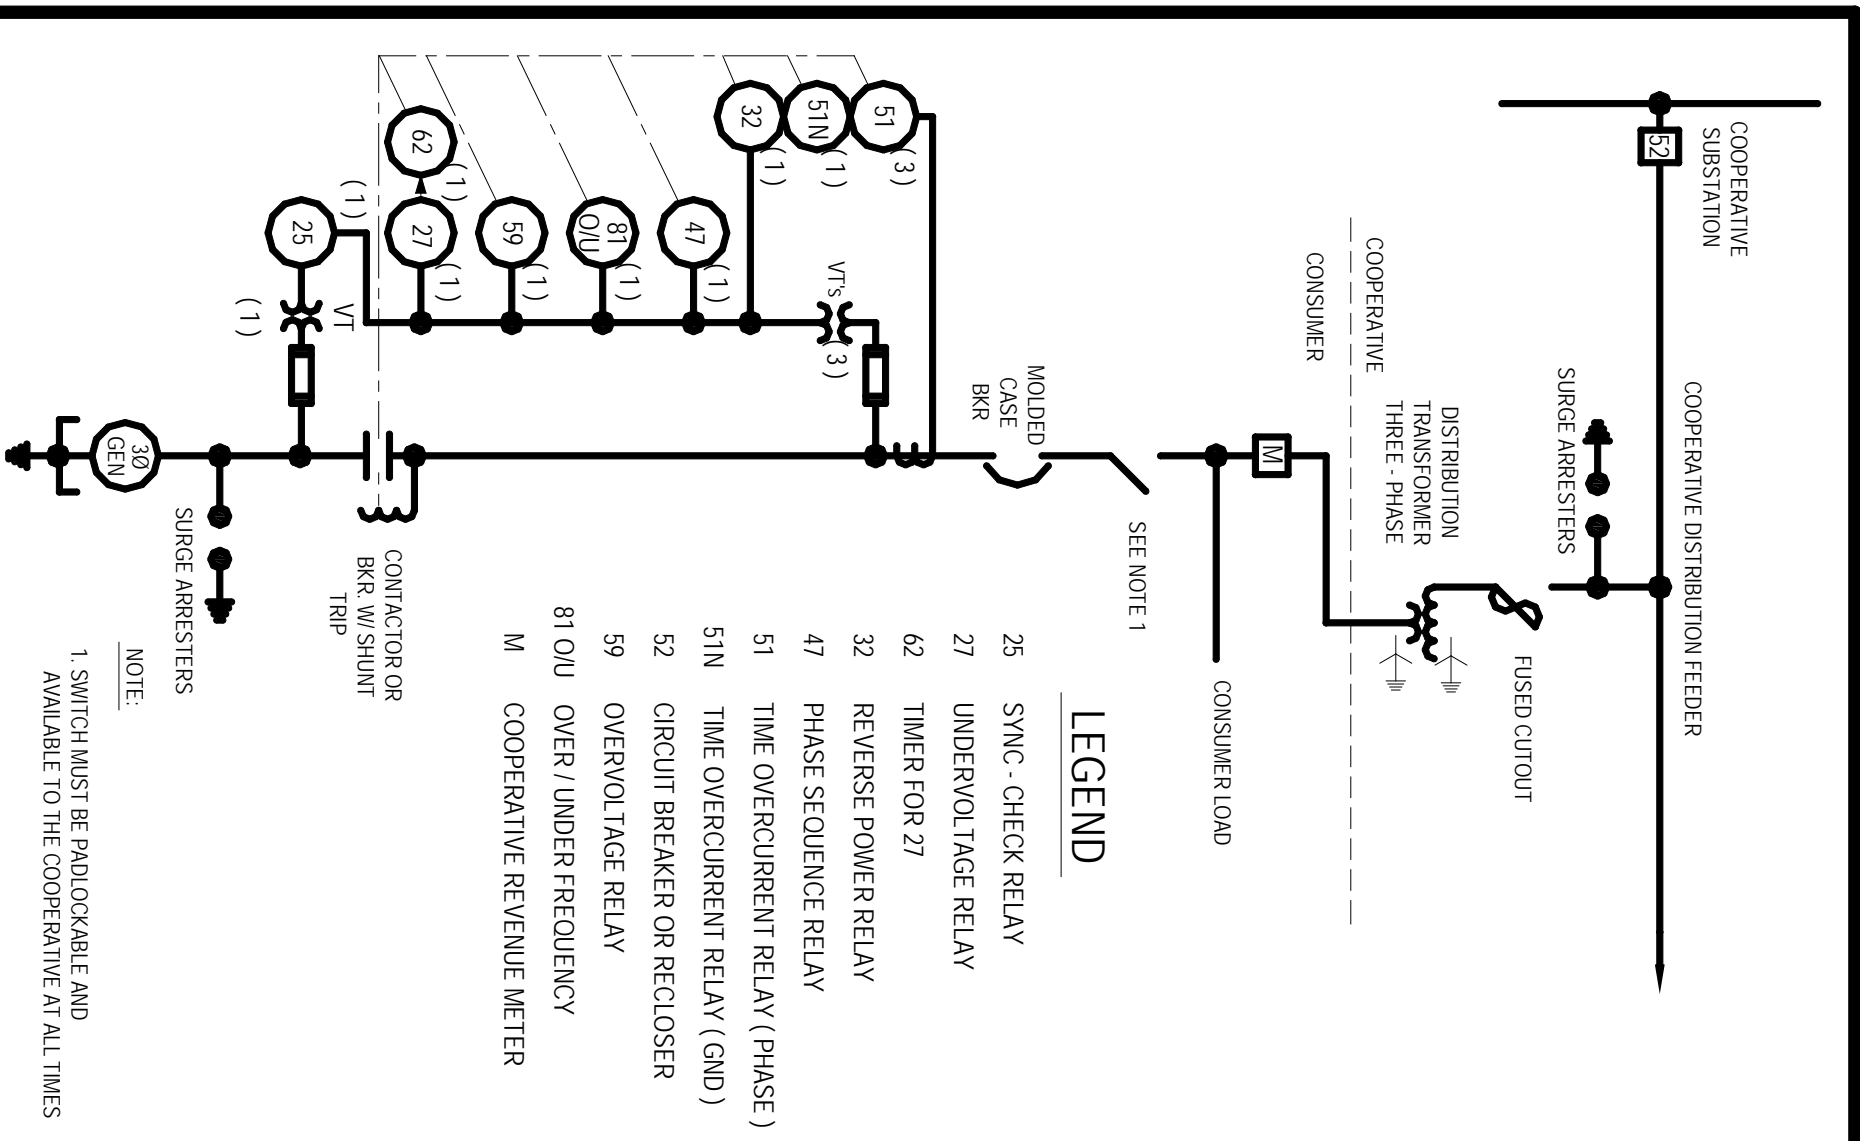 COOPERATIVE
SUBSTATION
52
COOPERATIVE DISTRIBUTION FEEDER
SURGE ARRESTERS
FUSED CUTOUT
DISTRIBUTION
TRANSFORMER
THREE - PHASE
COOPERATIVE
CONSUMER
M
CONSUMER LOAD
SEE NOTE 1
MOLDED
CASE
BKR
51
( 3 )
51N
( 1 )
32
( 1 )
VT's
( 3 )
47
( 1 )
81
O/U
( 1 )
59
( 1 )
62
( 1 )
27
( 1 )
25
( 1 )
VT
( 1 )
CONTACTOR OR
BKR. W/ SHUNT
TRIP
SURGE ARRESTERS
3Ø
GEN
LEGEND
25 SYNC - CHECK RELAY
27 UNDERVOLTAGE RELAY
62 TIMER FOR 27
32 REVERSE POWER RELAY
47 PHASE SEQUENCE RELAY
51 TIME OVERCURRENT RELAY ( PHASE )
51N TIME OVERCURRENT RELAY ( GND )
52 CIRCUIT BREAKER OR RECLOSER
59 OVERVOLTAGE RELAY
81 O/U OVER / UNDER FREQUENCY
M COOPERATIVE REVENUE METER
NOTE:
1. SWITCH MUST BE PADLOCKABLE AND
AVAILABLE TO THE COOPERATIVE AT ALL TIMES